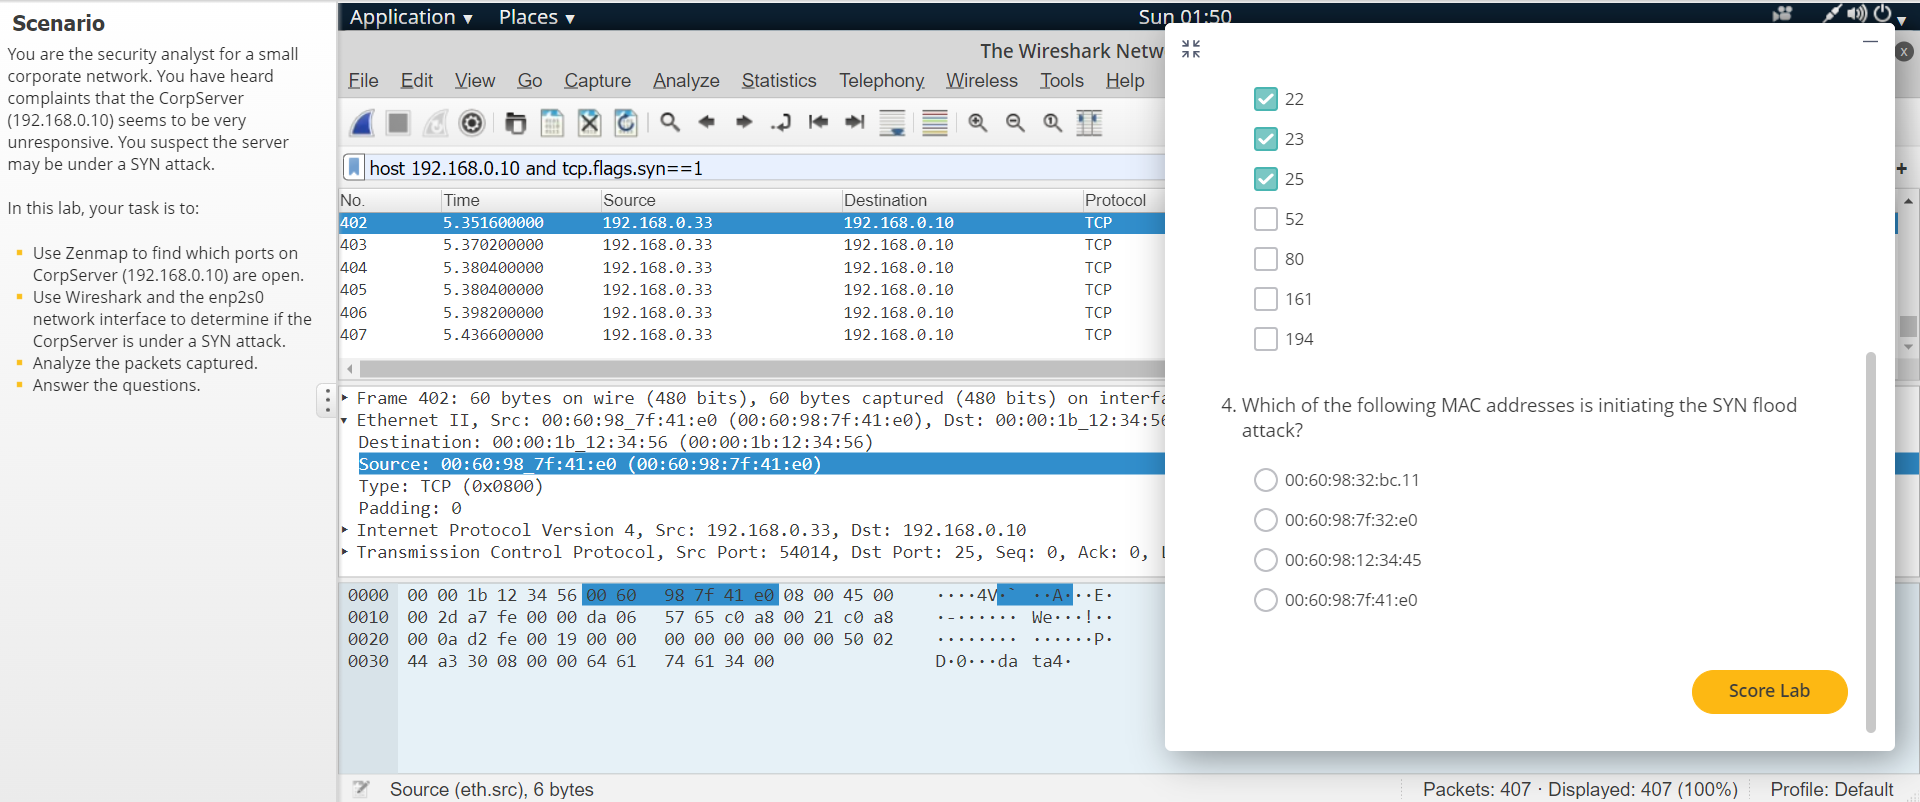 Scenario
You are the security analyst for a small
corporate network. You have heard
complaints that the CorpServer
(192.168.0.10) seems to be very
unresponsive. You suspect the server
may be under a SYN attack.
In this lab, your task is to:
Use Zenmap to find which ports on
CorpServer (192.168.0.10) are open.
Use Wireshark and the enp2s0
network interface to determine if the
CorpServer is under a SYN attack.
Analyze the packets captured.
Answer the questions.
Application Places Sun 01:50
The Wireshark Netw
File Edit View Go Capture Analyze Statistics Telephony Wireless Tools Help
host 192.168.0.10 and tcp.flags.syn==1
No. Time Source Destination Protocol
402 5.351600000 192.168.0.33 192.168.0.10 TCP
403 5.370200000 192.168.0.33 192.168.0.10 TCP
404 5.380400000 192.168.0.33 192.168.0.10 TCP
405 5.380400000 192.168.0.33 192.168.0.10 TCP
406 5.398200000 192.168.0.33 192.168.0.10 TCP
407 5.436600000 192.168.0.33 192.168.0.10 TCP
Frame 402: 60 bytes on wire (480 bits), 60 bytes captured (480 bits) on interfa
Ethernet II, Src: 00:60:98_7f:41:e0 (00:60:98:7f:41:e0), Dst: 00:00:1b_12:34:56
Destination: 00:00:1b_12:34:56 (00:00:1b:12:34:56)
Source: 00:60:98_7f:41:e0 (00:60:98:7f:41:e0)
Type: TCP (0x0800)
Padding: 0
Internet Protocol Version 4, Src: 192.168.0.33, Dst: 192.168.0.10
Transmission Control Protocol, Src Port: 54014, Dst Port: 25, Seq: 0, Ack: 0, L
0000 00 00 1b 12 34 56 00 60 98 7f 41 e0 08 00 45 00 ····4V·` ··A···E·
0010 00 2d a7 fe 00 00 da 06 57 65 c0 a8 00 21 c0 a8 ·-······ We···!··
0020 00 0a d2 fe 00 19 00 00 00 00 00 00 00 00 50 02 ········ ······P·
0030 44 a3 30 08 00 00 64 61 74 61 34 00 D·0···da ta4·
Source (eth.src), 6 bytes
Packets: 407 · Displayed: 407 (100%) Profile: Default
22
23
25
52
80
161
194
4. Which of the following MAC addresses is initiating the SYN flood
attack?
00:60:98:32:bc.11
00:60:98:7f:32:e0
00:60:98:12:34:45
00:60:98:7f:41:e0
Score Lab